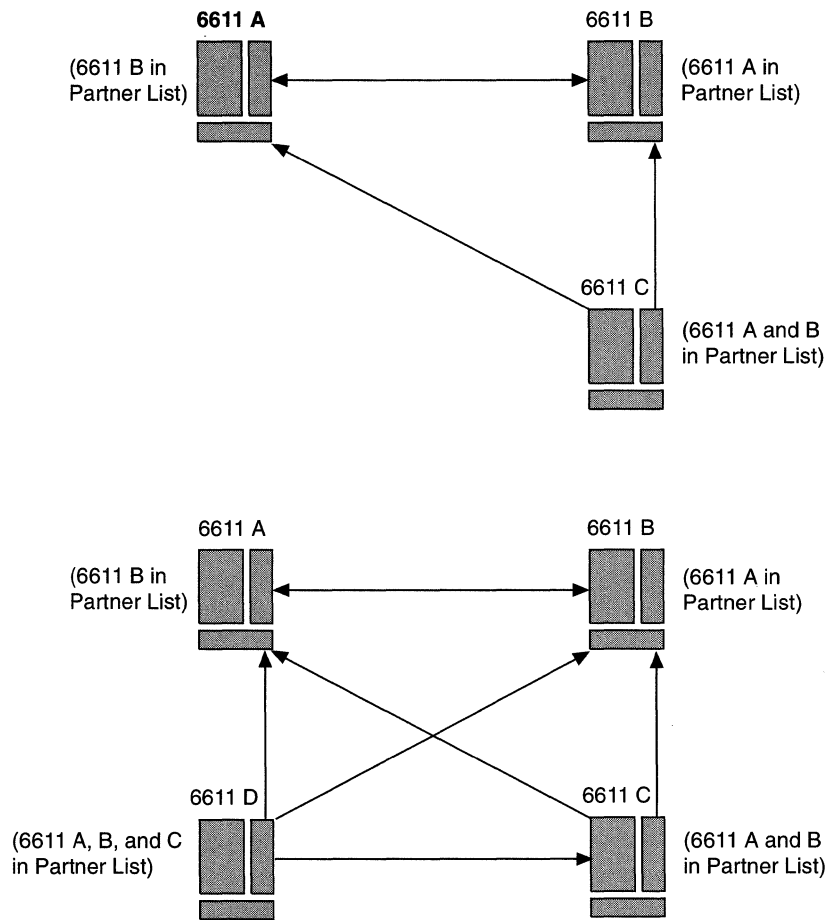 6611 A
6611 B
(6611 B in
Partner List)
(6611 A in
Partner List)
6611 C
(6611 A and B
in Partner List)
6611 A
6611 B
(6611 B in
Partner List)
(6611 A in
Partner List)
6611 D
6611 C
(6611 A, B, and C
in Partner List)
(6611 A and B
in Partner List)